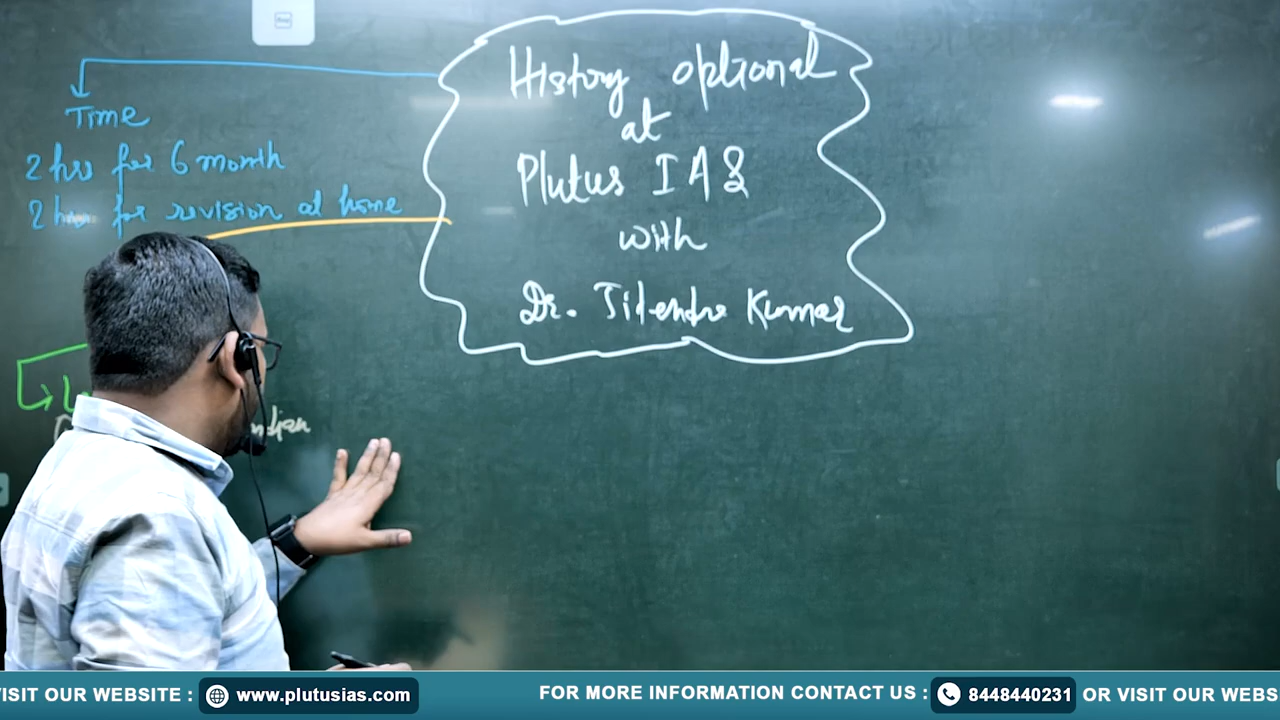 History optional
at
Plutus IAS
with
Dr. Jitendra Kumar
Time
2 hrs for 6 month
2 hrs for revision at home
VISIT OUR WEBSITE :
www.plutusias.com
FOR MORE INFORMATION CONTACT US :
8448440231
OR VISIT OUR WEBS